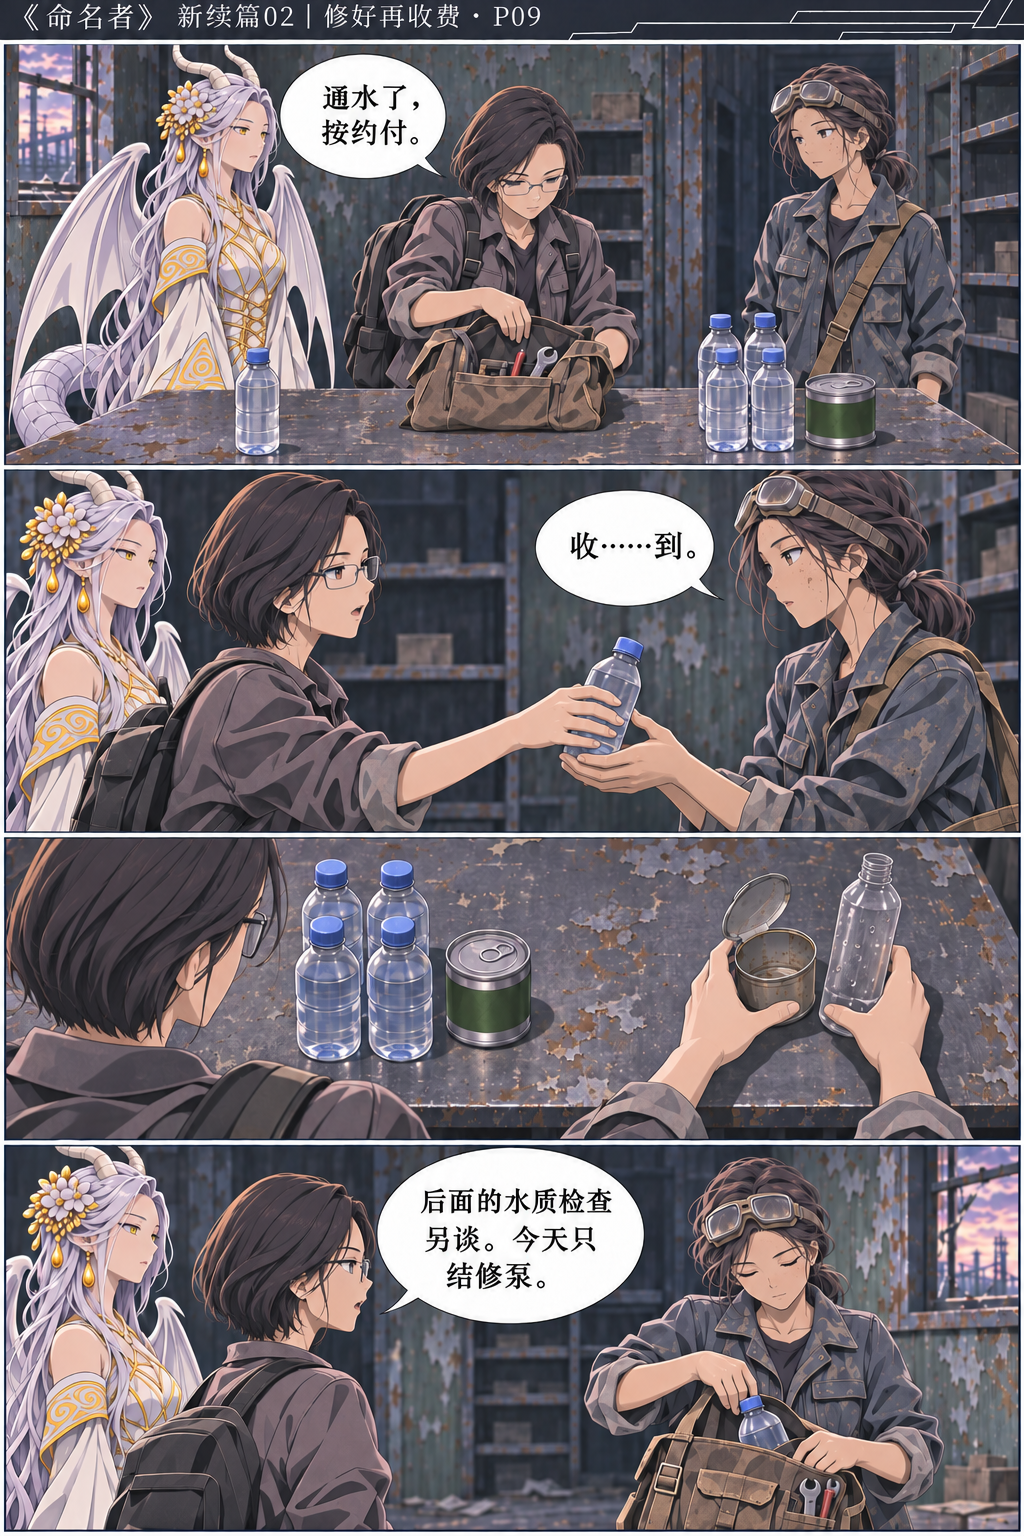 《命名者》 新续篇02｜修好再收费・P09
通水了，
按约付。
收……到。
后面的水质检查
另谈。今天只
结修泵。